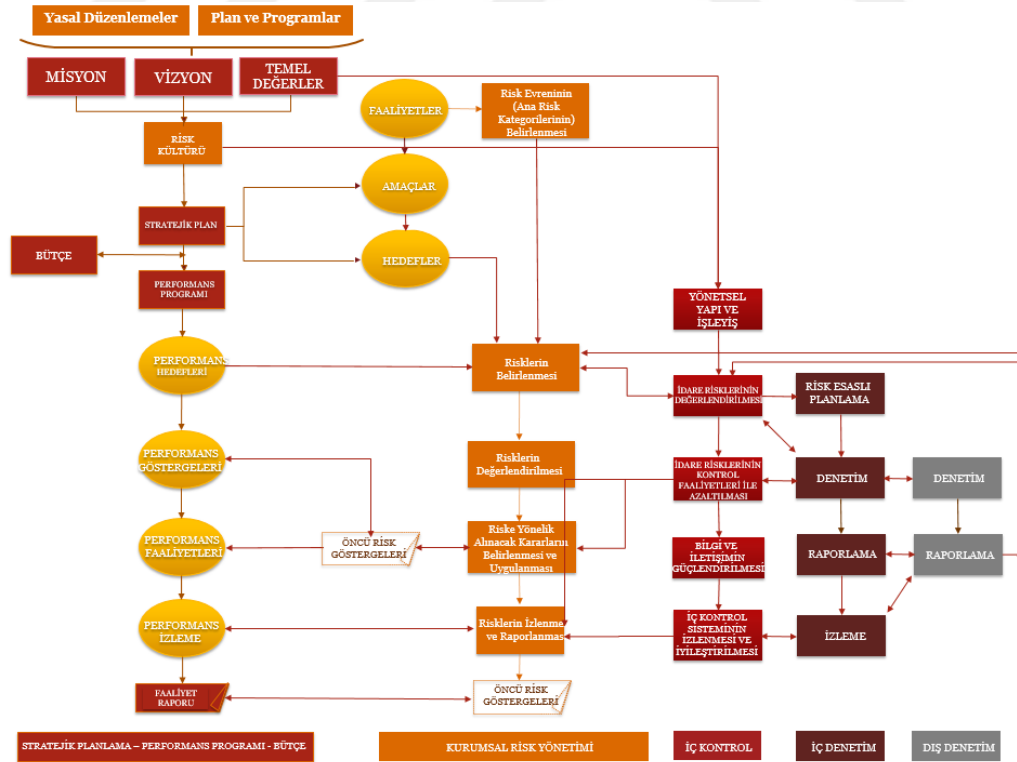 Yasal Düzenlemeler
Plan ve Programlar
MİSYON
VİZYON
TEMEL
DEĞERLER
RİSK
KÜLTÜRÜ
STRATEJİK PLAN
BÜTÇE
PERFORMANS
PROGRAMI
FAALİYETLER
Risk Evreninin
(Ana Risk
Kategorilerinin)
Belirlenmesi
AMAÇLAR
HEDEFLER
YÖNETSEL
YAPI VE
İŞLEYİŞ
PERFORMANS
HEDEFLERİ
Risklerin
Belirlenmesi
İDARE RİSKLERİNİN
DEĞERLENDİRİLMESİ
RİSK ESASLI
PLANLAMA
PERFORMANS
GÖSTERGELERİ
Risklerin
Değerlendirilmesi
İDARE RİSKLERİNİN
KONTROL
FAALİYETLERİ İLE
AZALTILMASI
DENETİM
DENETİM
PERFORMANS
FAALİYETLERİ
ÖNCÜ RİSK
GÖSTERGELERİ
Riske Yönelik
Alınacak Kararların
Belirlenmesi ve
Uygulanması
BİLGİ VE
İLETİŞİMİN
GÜÇLENDİRİLMESİ
RAPORLAMA
RAPORLAMA
PERFORMANS
İZLEME
Risklerin İzlenme
ve Raporlanması
İÇ KONTROL
SİSTEMİNİN
İZLENMESİ VE
İYİLEŞTİRİLMESİ
İZLEME
FAALİYET
RAPORU
ÖNCÜ RİSK
GÖSTERGELERİ
STRATEJİK PLANLAMA – PERFORMANS PROGRAMI - BÜTÇE
KURUMSAL RİSK YÖNETİMİ
İÇ KONTROL
İÇ DENETİM
DIŞ DENETİM